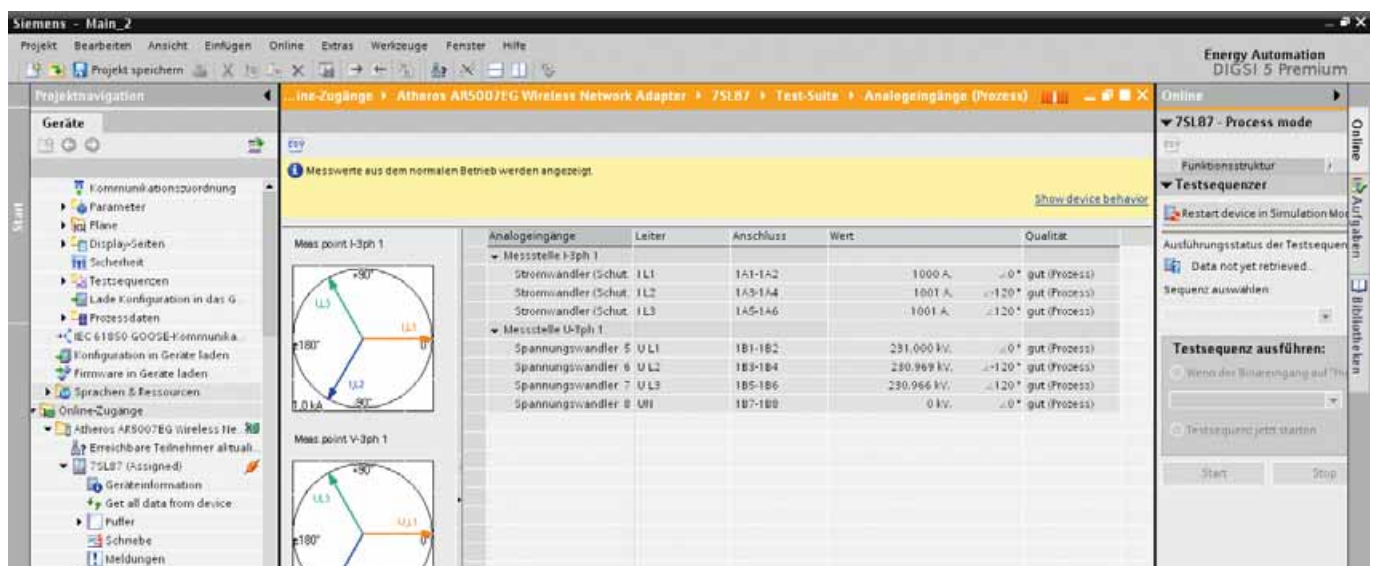 Siemens - Main_2
Projekt Bearbeiten Ansicht Einfügen Online Extras Werkzeuge Fenster Hilfe
Projekt speichern
Energy Automation
DIGSI 5 Premium
Projektnavigation
...ine-Zugänge Atheros AR5007EG Wireless Network Adapter 7SL87 Test-Suite Analogeingänge (Prozess)
Online
Geräte
Kommunikationszuordnung
Parameter
Pläne
Display-Seiten
Sicherheit
Testsequenzen
Lade Konfiguration in das G
Prozessdaten
IEC 61850 GOOSE-Kommunika
Konfiguration in Geräte laden
Firmware in Geräte laden
Sprachen & Ressourcen
Online-Zugänge
Atheros AR5007EG Wireless Ne
Erreichbare Teilnehmer aktuali
7SL87 (Assigned)
Geräteinformation
Get all data from device
Puffer
Schriebe
Meldungen
Start
Messwerte aus dem normalen Betrieb werden angezeigt.
Show device behavior
Meas point I-3ph 1
+90°
I,L3
I,L1
±180°
0°
I,L2
1.0 kA
-90°
Meas point V-3ph 1
+90°
U,L3
U,L1
±180°
0°
Analogeingänge Leiter Anschluss Wert Qualität
Messstelle I-3ph 1
Stromwandler (Schut. I L1 1A1-1A2 1000 A. ∠0° gut (Prozess)
Stromwandler (Schut. I L2 1A3-1A4 1001 A. ∠-120° gut (Prozess)
Stromwandler (Schut. I L3 1A5-1A6 1001 A. ∠120° gut (Prozess)
Messstelle U-3ph 1
Spannungswandler 5 U L1 1B1-1B2 231.000 kV. ∠0° gut (Prozess)
Spannungswandler 6 U L2 1B3-1B4 230.969 kV. ∠-120° gut (Prozess)
Spannungswandler 7 U L3 1B5-1B6 230.966 kV. ∠120° gut (Prozess)
Spannungswandler 8 UN 1B7-1B8 0 kV. ∠0° gut (Prozess)
7SL87 - Process mode
Funktionsstruktur
Testsequenzer
Restart device in Simulation Mo
Ausführungsstatus der Testsequen
Data not yet retrieved.
Sequenz auswählen:
Testsequenz ausführen:
Wenn der Binäreingang auf
Testsequenz jetzt starten
Start Stop
Online
Aufgaben
Bibliotheken